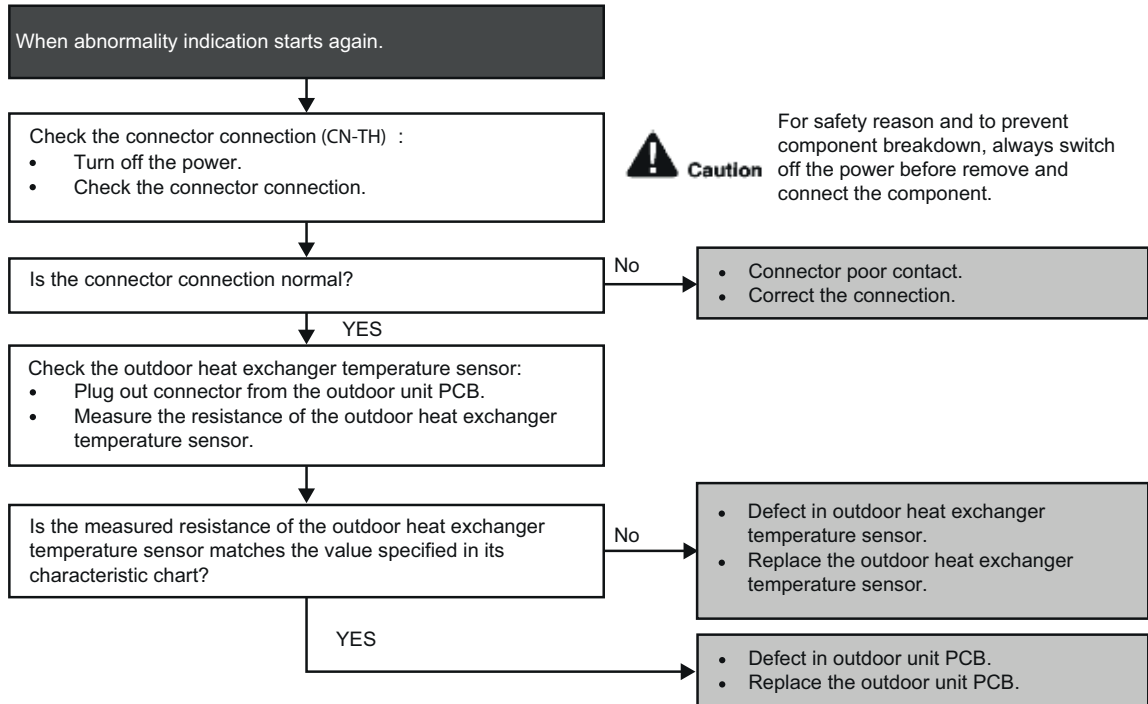 When abnormality indication starts again.
Check the connector connection (CN-TH) :
• Turn off the power.
• Check the connector connection.
Caution
For safety reason and to prevent
component breakdown, always switch
off the power before remove and
connect the component.
Is the connector connection normal?
No
• Connector poor contact.
• Correct the connection.
YES
Check the outdoor heat exchanger temperature sensor:
• Plug out connector from the outdoor unit PCB.
• Measure the resistance of the outdoor heat exchanger
temperature sensor.
Is the measured resistance of the outdoor heat exchanger
temperature sensor matches the value specified in its
characteristic chart?
No
• Defect in outdoor heat exchanger
temperature sensor.
• Replace the outdoor heat exchanger
temperature sensor.
YES
• Defect in outdoor unit PCB.
• Replace the outdoor unit PCB.